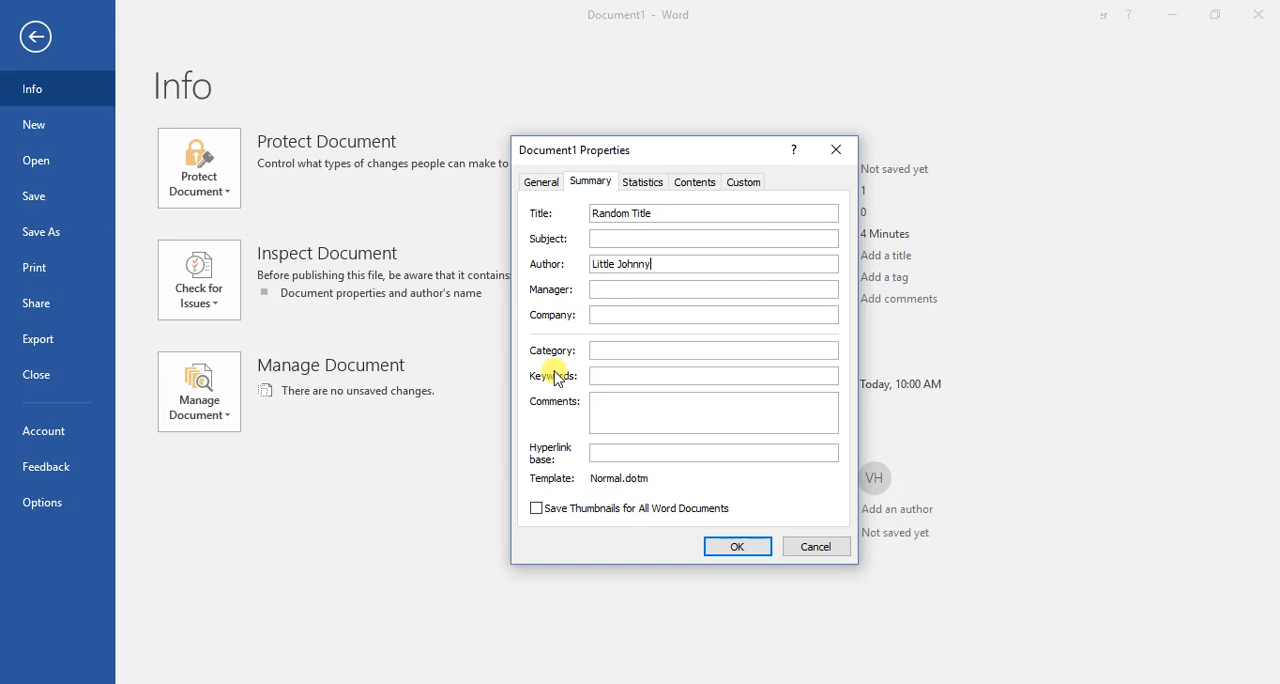 Document1 - Word
er ?
Info
New
Open
Save
Save As
Print
Share
Export
Close
Account
Feedback
Options
Info
Protect Document
Protect Document
Control what types of changes people can make to
Check for Issues
Inspect Document
Before publishing this file, be aware that it contains:
Document properties and author's name
Manage Document
Manage Document
There are no unsaved changes.
Document1 Properties ?
General Summary Statistics Contents Custom
Title: Random Title
Subject:
Author: Little Johnny
Manager:
Company:
Category:
Keywords:
Comments:
Hyperlink base:
Template: Normal.dotm
Save Thumbnails for All Word Documents
OK Cancel
Not saved yet
1
0
4 Minutes
Add a title
Add a tag
Add comments
Today, 10:00 AM
VH
Add an author
Not saved yet